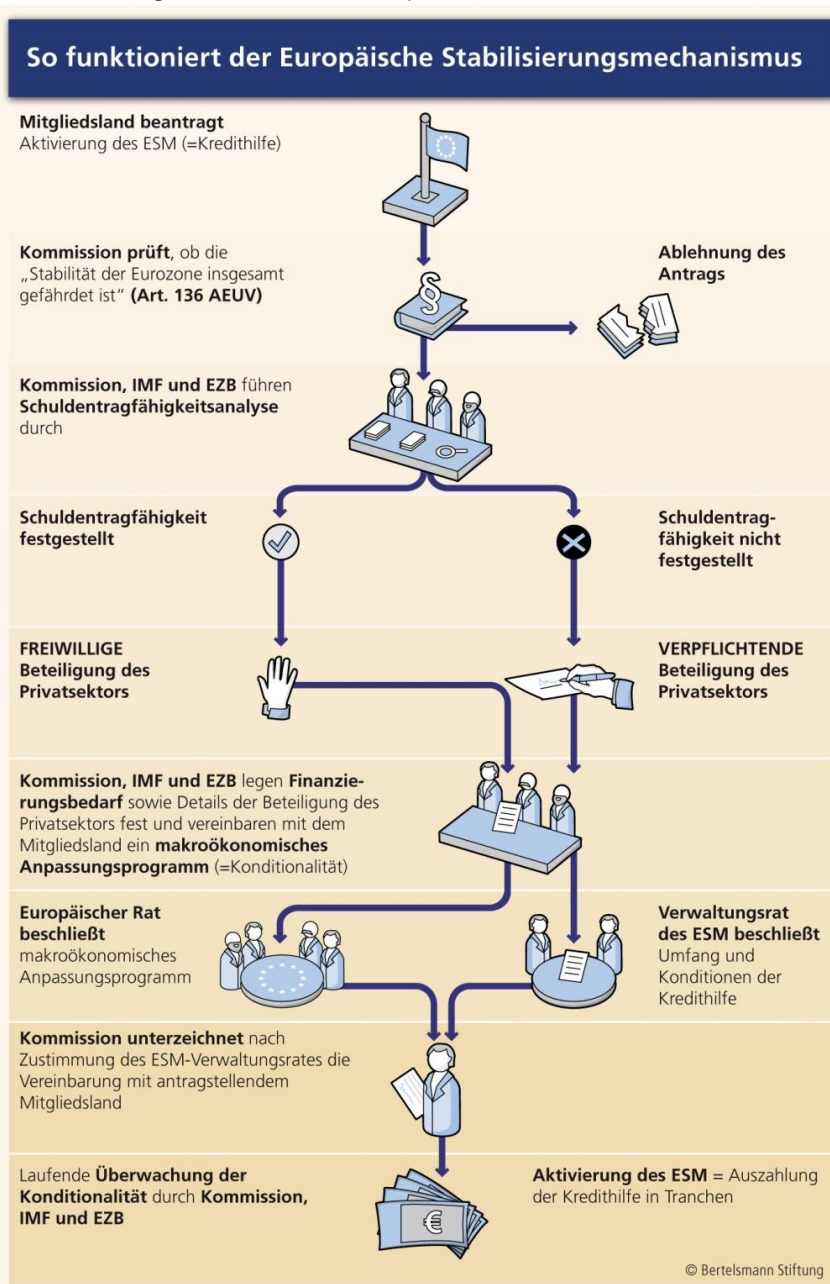 So funktioniert der Europäische Stabilisierungsmechanismus
Mitgliedsland beantragt
Aktivierung des ESM (=Kredithilfe)
Kommission prüft, ob die
„Stabilität der Eurozone insgesamt
gefährdet ist“ (Art. 136 AEUV)
§
Ablehnung des
Antrags
Kommission, IMF und EZB führen
Schuldentragfähigkeitsanalyse
durch
Schuldentragfähigkeit
festgestellt
Schuldentrag-
fähigkeit nicht
festgestellt
FREIWILLIGE
Beteiligung des
Privatsektors
VERPFLICHTENDE
Beteiligung des
Privatsektors
Kommission, IMF und EZB legen Finanzie-
rungsbedarf sowie Details der Beteiligung des
Privatsektors fest und vereinbaren mit dem
Mitgliedsland ein makroökonomisches
Anpassungsprogramm (=Konditionalität)
Europäischer Rat
beschließt
makroökonomisches
Anpassungsprogramm
Verwaltungsrat
des ESM beschließt
Umfang und
Konditionen der
Kredithilfe
Kommission unterzeichnet nach
Zustimmung des ESM-Verwaltungsrates die
Vereinbarung mit antragstellendem
Mitgliedsland
Laufende Überwachung der
Konditionalität durch Kommission,
IMF und EZB
€
Aktivierung des ESM = Auszahlung
der Kredithilfe in Tranchen
© Bertelsmann Stiftung